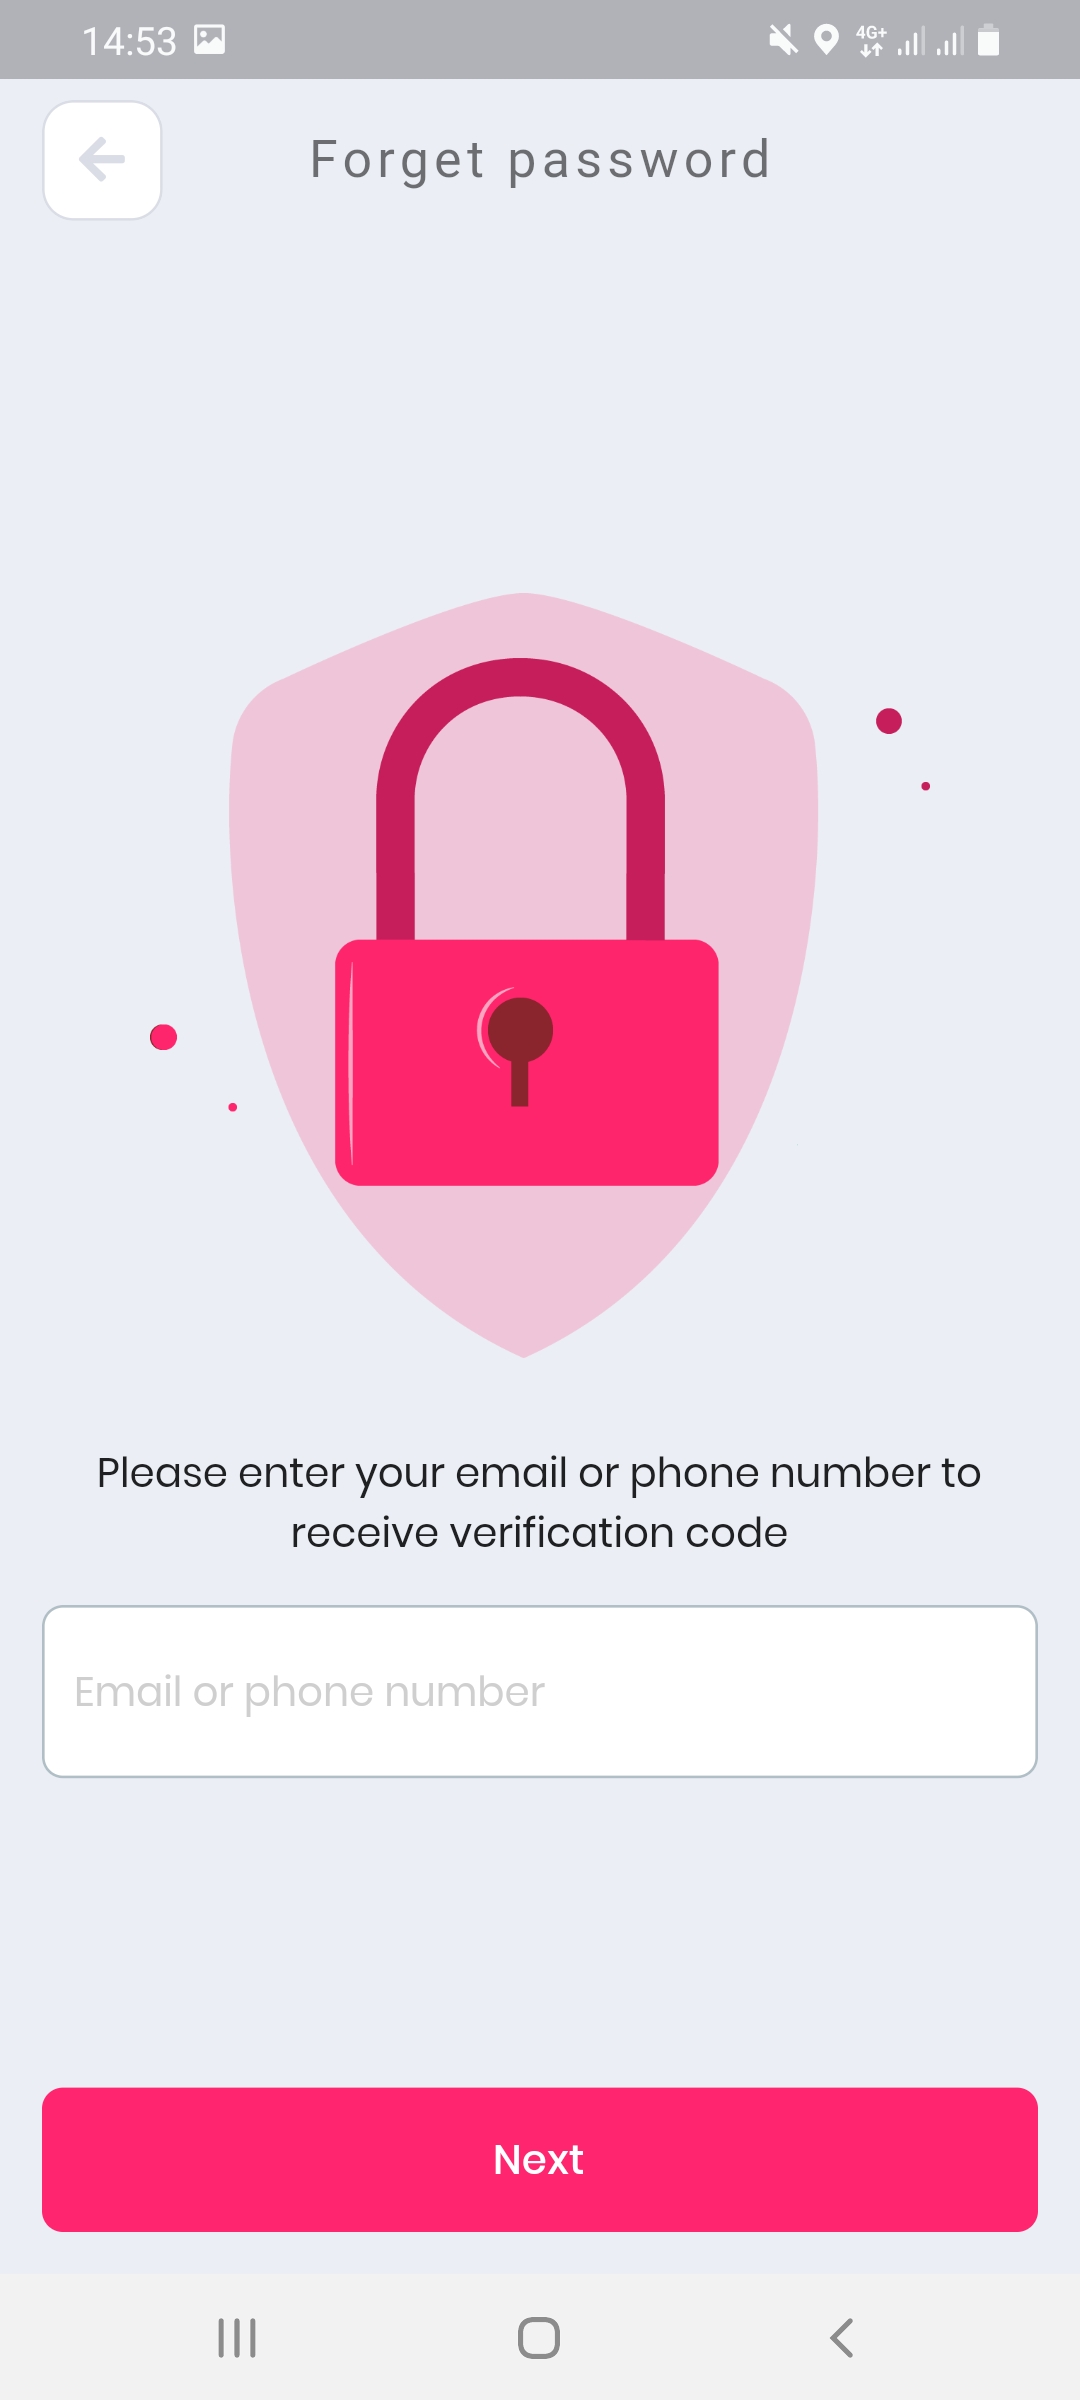 14:53
4G+
Forget password
Please enter your email or phone number to
receive verification code
Email or phone number
Next